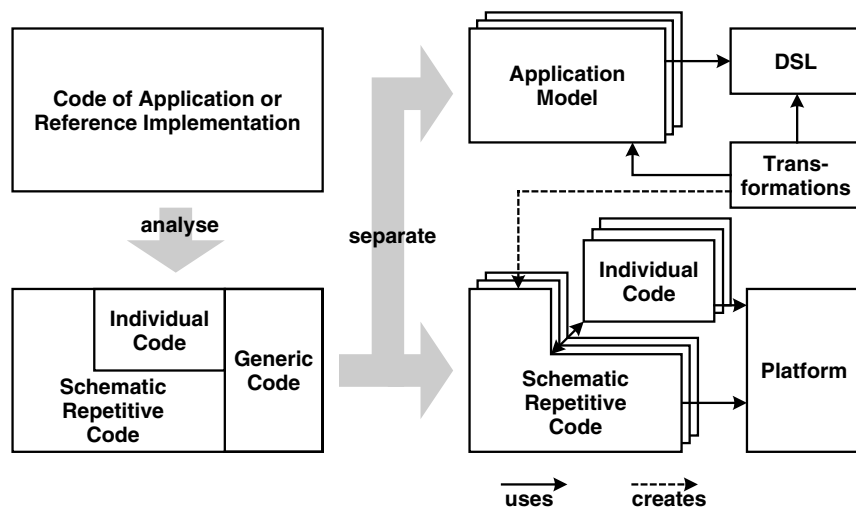 Code of Application or
Reference Implementation
analyse
Individual
Code
Generic
Code
Schematic
Repetitive
Code
separate
Application
Model
DSL
Trans-
formations
Individual
Code
Schematic
Repetitive
Code
Platform
uses
creates